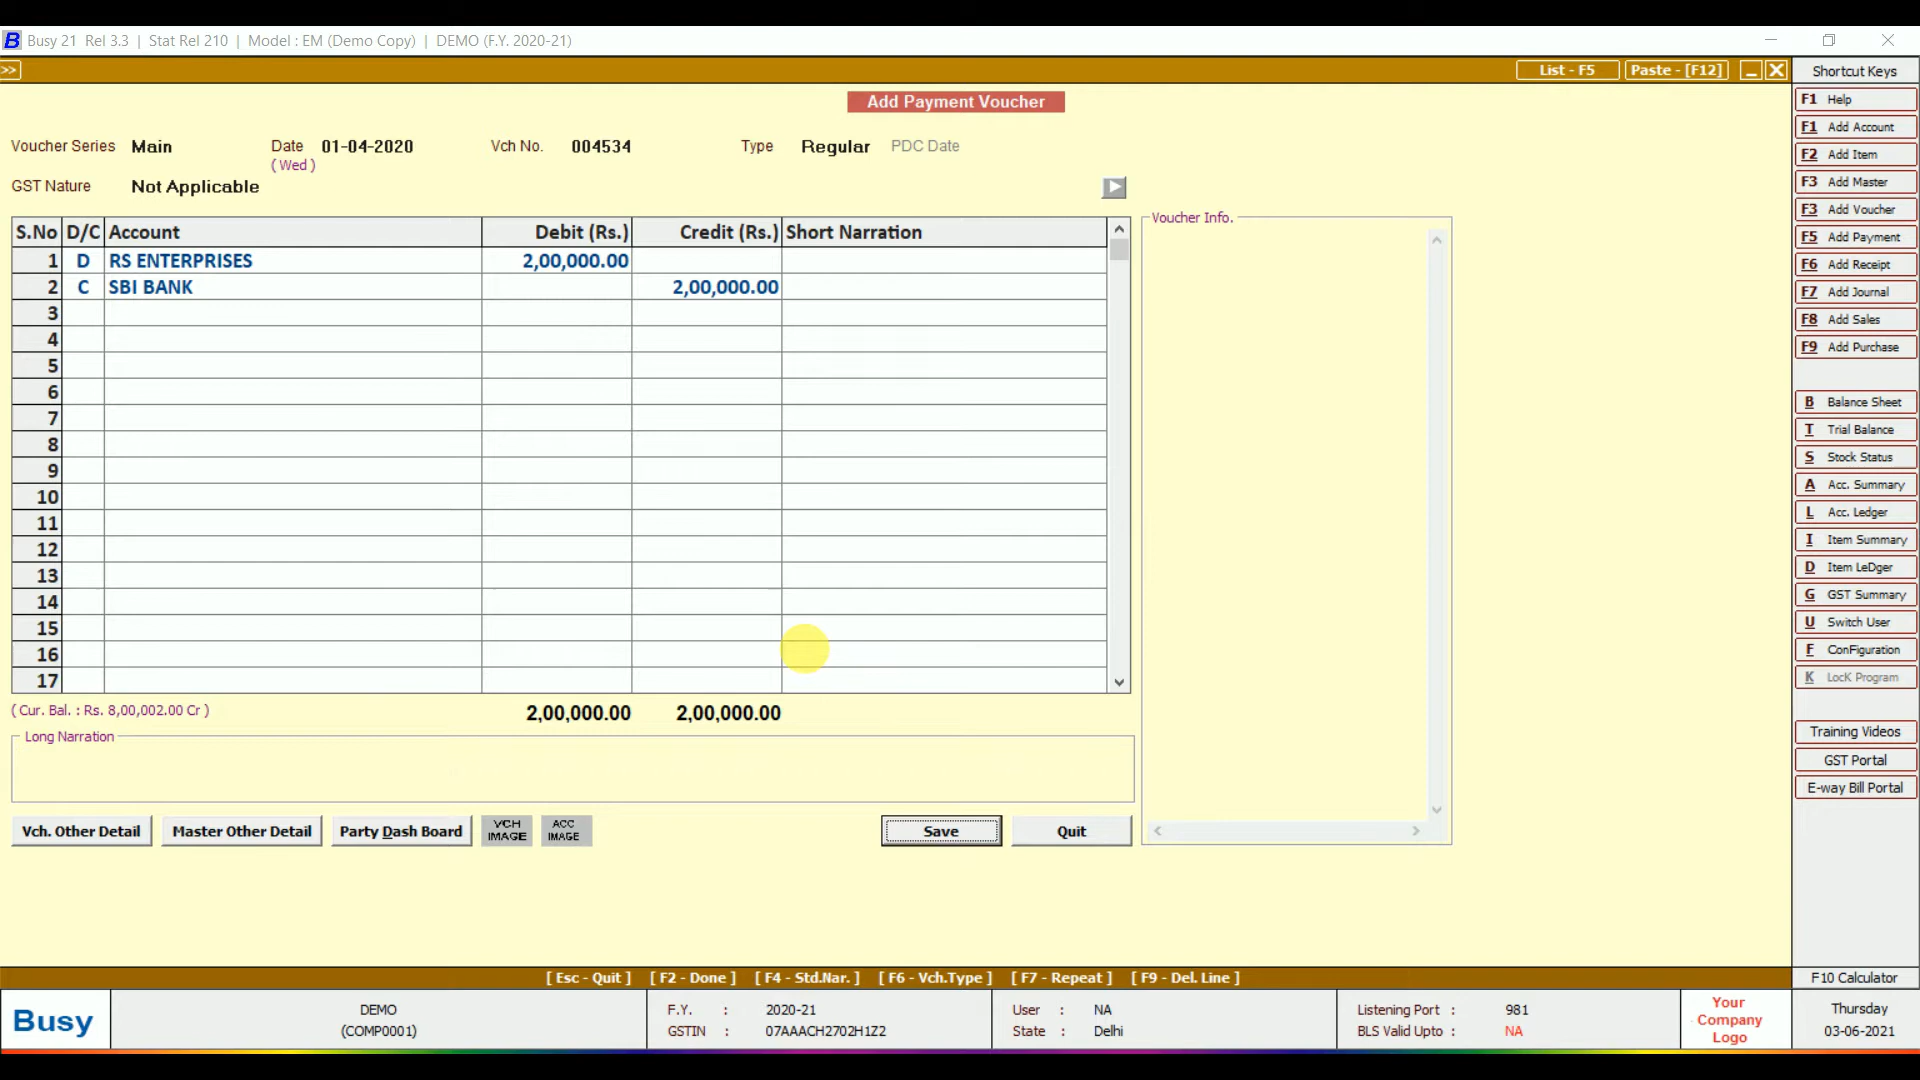 B Busy 21 Rel 3.3 | Stat Rel 210 | Model : EM (Demo Copy) | DEMO (F.Y. 2020-21)
>> List - F5 Paste - [F12]
Add Payment Voucher
Voucher Series Main Date 01-04-2020 Vch No. 004534 Type Regular PDC Date
( Wed )
GST Nature Not Applicable
S.No D/C Account Debit (Rs.) Credit (Rs.) Short Narration
1 D RS ENTERPRISES 2,00,000.00
2 C SBI BANK 2,00,000.00
3
4
5
6
7
8
9
10
11
12
13
14
15
16
17
( Cur. Bal. : Rs. 8,00,002.00 Cr ) 2,00,000.00 2,00,000.00
Long Narration
Voucher Info.
Vch. Other Detail Master Other Detail Party Dash Board VCH IMAGE ACC IMAGE Save Quit
Shortcut Keys
F1 Help
F1 Add Account
F2 Add Item
F3 Add Master
F3 Add Voucher
F5 Add Payment
F6 Add Receipt
F7 Add Journal
F8 Add Sales
F9 Add Purchase
B Balance Sheet
T Trial Balance
S Stock Status
A Acc. Summary
L Acc. Ledger
I Item Summary
D Item LeDger
G GST Summary
U Switch User
F ConFiguration
K LocK Program
Training Videos
GST Portal
E-way Bill Portal
[ Esc - Quit ] [ F2 - Done ] [ F4 - Std.Nar. ] [ F6 - Vch.Type ] [ F7 - Repeat ] [ F9 - Del. Line ]
F10 Calculator
Busy
DEMO
(COMP0001)
F.Y. : 2020-21
GSTIN : 07AAACH2702H1Z2
User : NA
State : Delhi
Listening Port : 981
BLS Valid Upto : NA
Your
Company
Logo
Thursday
03-06-2021